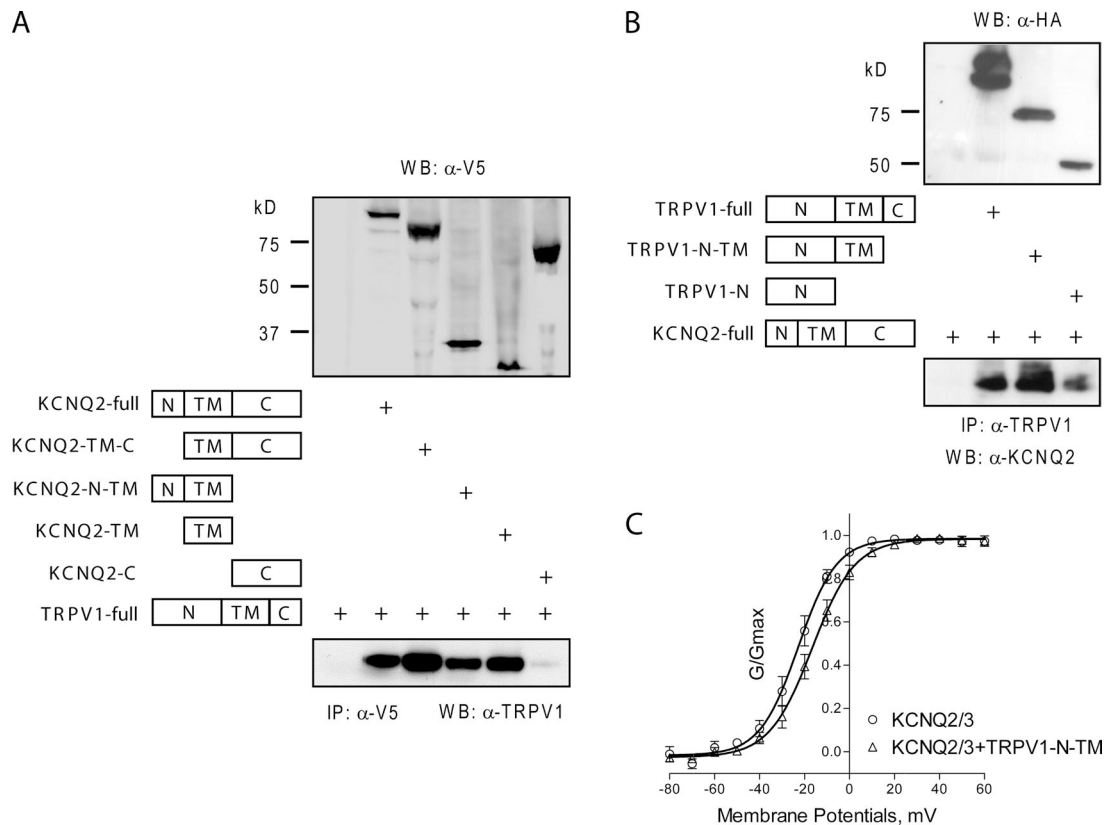 A
WB: α-V5
kD
75
50
37
KCNQ2-full N TM C +
KCNQ2-TM-C TM C +
KCNQ2-N-TM N TM +
KCNQ2-TM TM +
KCNQ2-C C +
TRPV1-full N TM C + + + + + +
IP: α-V5 WB: α-TRPV1
B
WB: α-HA
kD
75
50
TRPV1-full N TM C +
TRPV1-N-TM N TM +
TRPV1-N N +
KCNQ2-full N TM C + + + +
IP: α-TRPV1
WB: α-KCNQ2
C
G/Gmax
1.0
0.8
0.6
0.4
0.2
0.0
KCNQ2/3
KCNQ2/3+TRPV1-N-TM
-80 -60 -40 -20 0 20 40 60
Membrane Potentials, mV